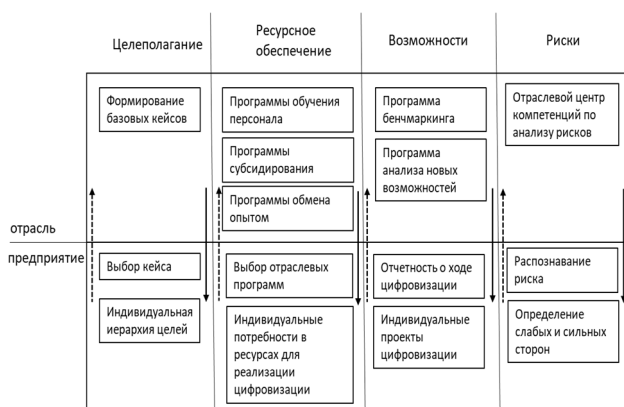 Целеполагание
Ресурсное
обеспечение
Возможности
Риски
Формирование
базовых кейсов
Программы обучения
персонала
Программы
субсидирования
Программы обмена
опытом
Программа
бенчмаркинга
Программа
анализа новых
возможностей
Отраслевой центр
компетенций по
анализу рисков
отрасль
предприятие
Выбор кейса
Индивидуальная
иерархия целей
Выбор отраслевых
программ
Индивидуальные
потребности в
ресурсах для
реализации
цифровизации
Отчетность о ходе
цифровизации
Индивидуальные
проекты
цифровизации
Распознавание
риска
Определение
слабых и сильных
сторон